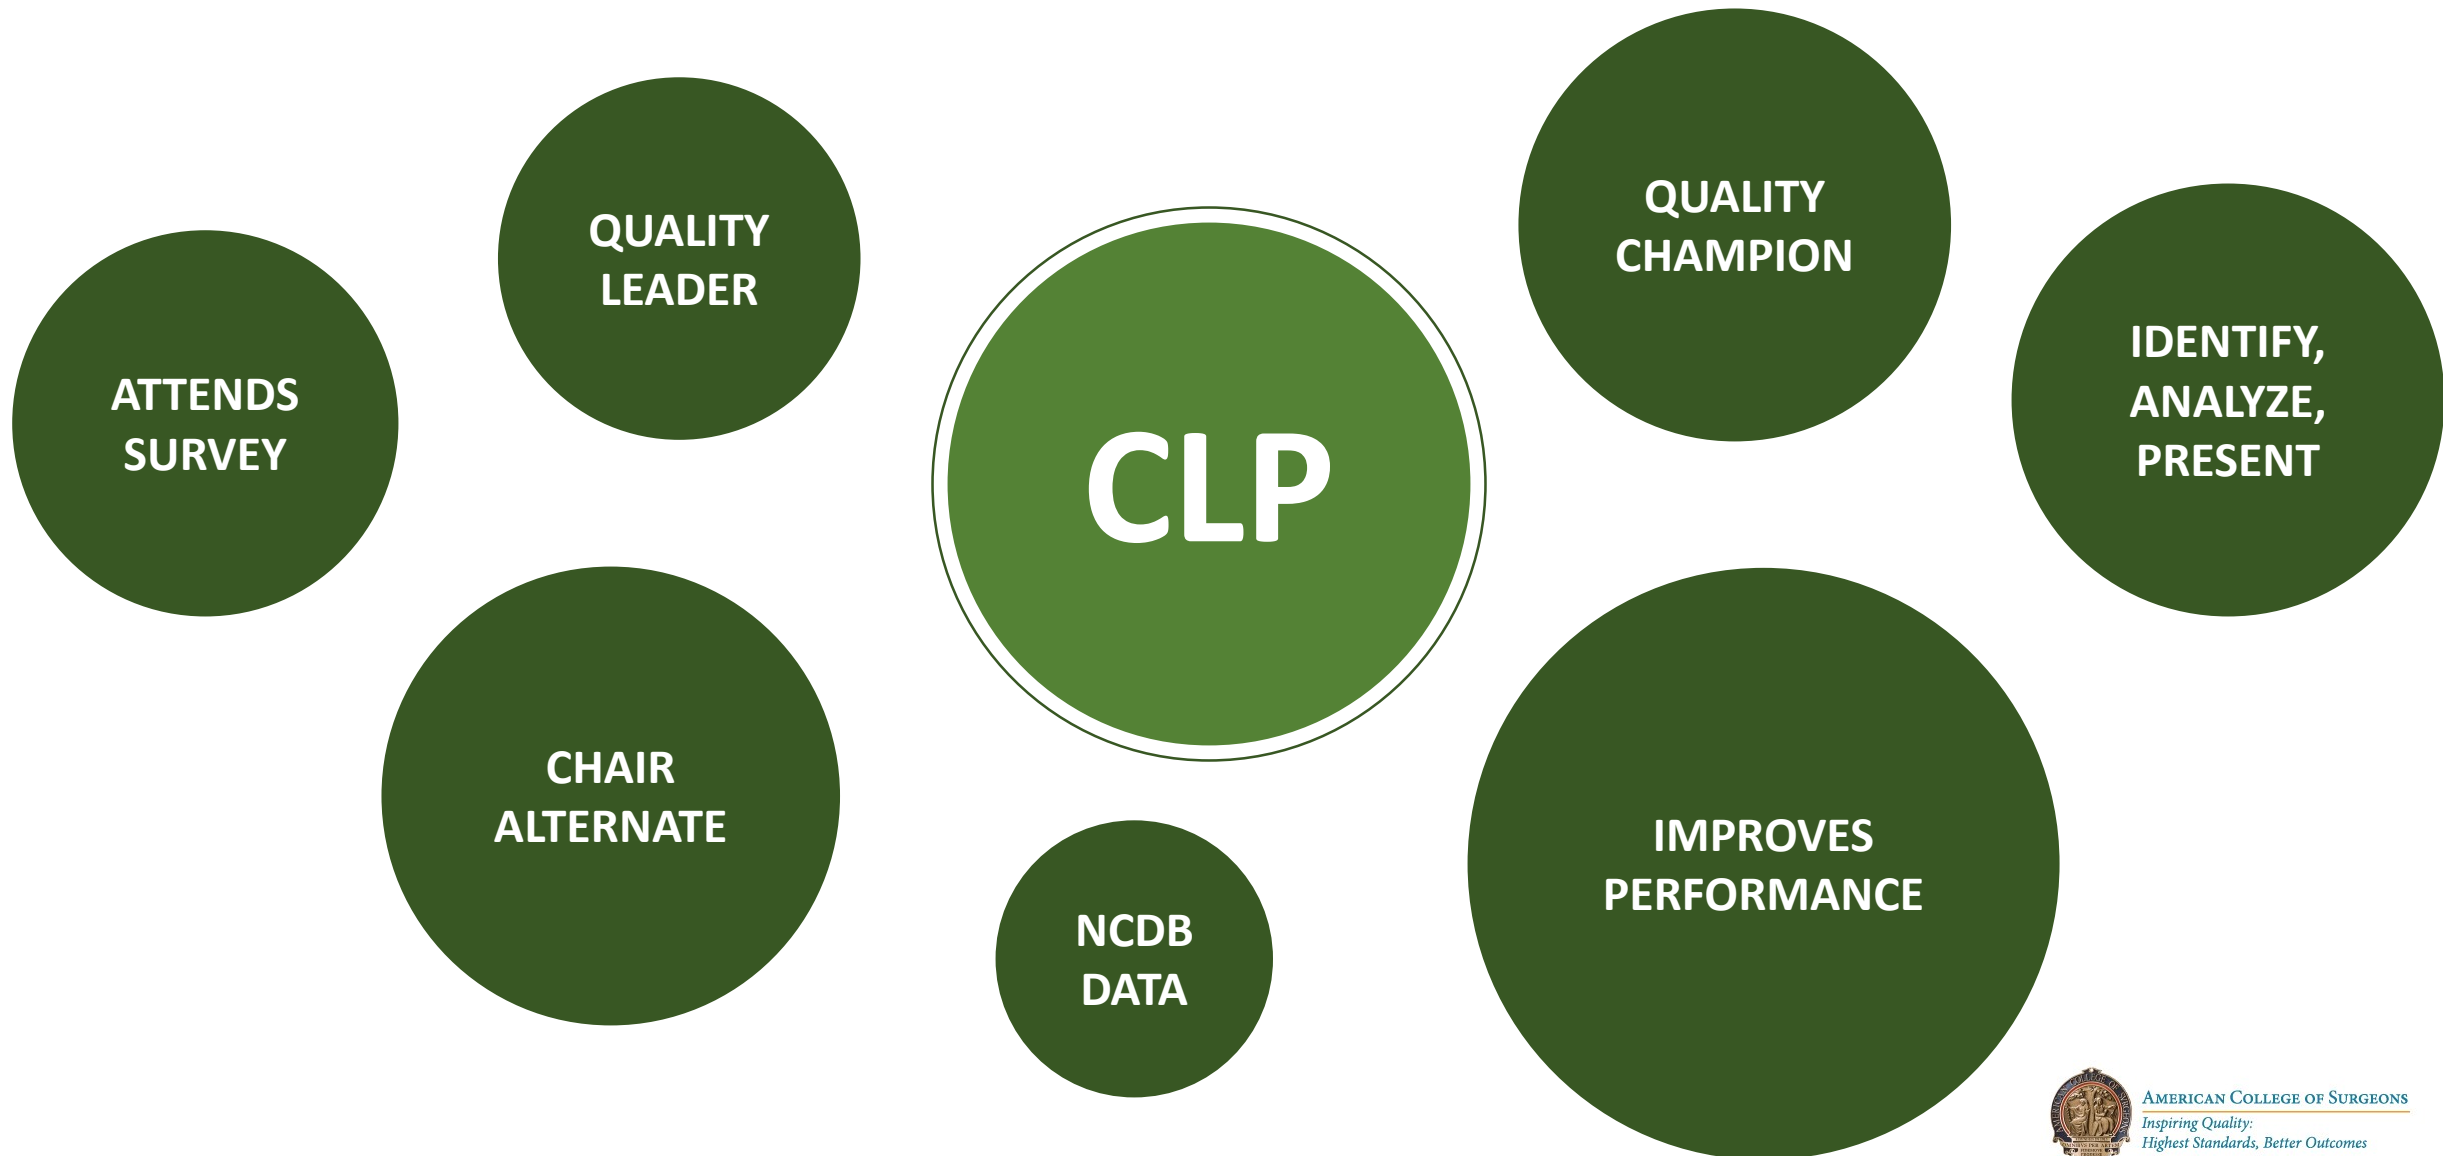 QUALITY
LEADER
QUALITY
CHAMPION
ATTENDS
SURVEY
CLP
IDENTIFY,
ANALYZE,
PRESENT
CHAIR
ALTERNATE
NCDB
DATA
IMPROVES
PERFORMANCE
AMERICAN COLLEGE OF SURGEONS
Inspiring Quality:
Highest Standards, Better Outcomes